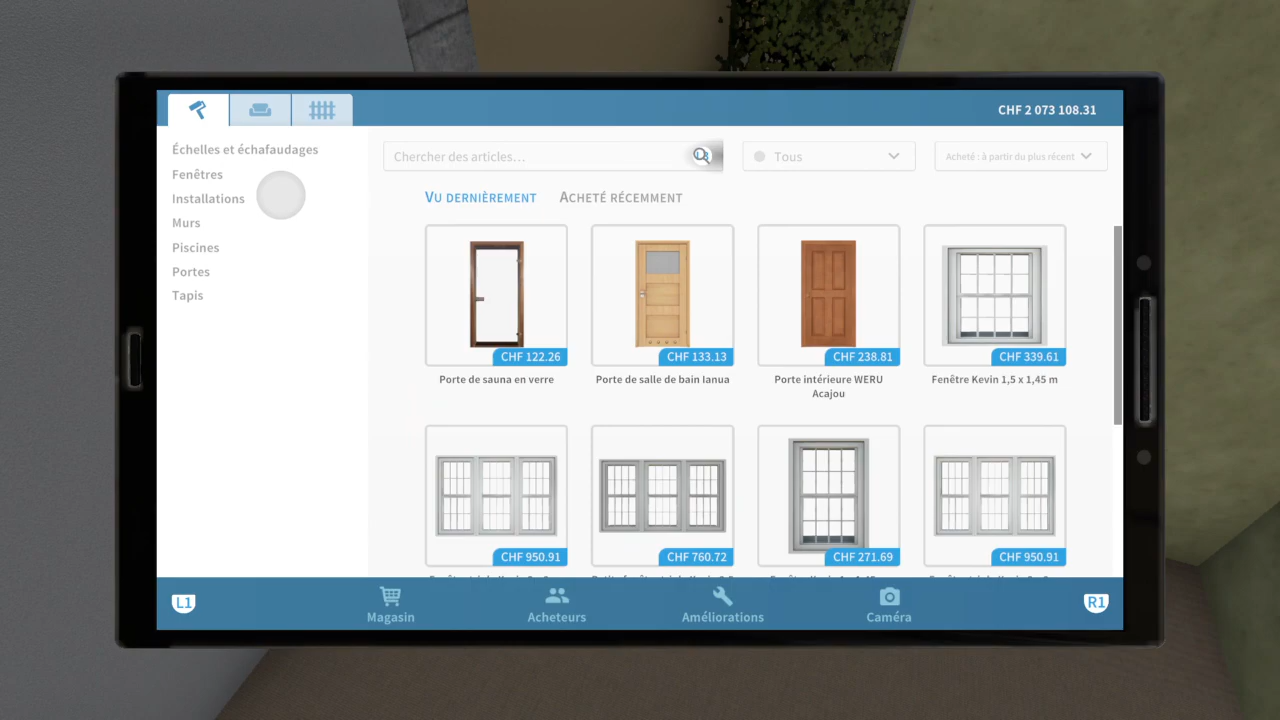 CHF 2 073 108.31
Échelles et échafaudages
Fenêtres
Installations
Murs
Piscines
Portes
Tapis
Chercher des articles...
Tous
Acheté : à partir du plus récent
VU DERNIÈREMENT
ACHETÉ RÉCEMMENT
CHF 122.26
CHF 133.13
CHF 238.81
CHF 339.61
Porte de sauna en verre
Porte de salle de bain Ianua
Porte intérieure WERU
Acajou
Fenêtre Kevin 1,5 x 1,45 m
CHF 950.91
CHF 760.72
CHF 271.69
CHF 950.91
L1
Magasin
Acheteurs
Améliorations
Caméra
R1